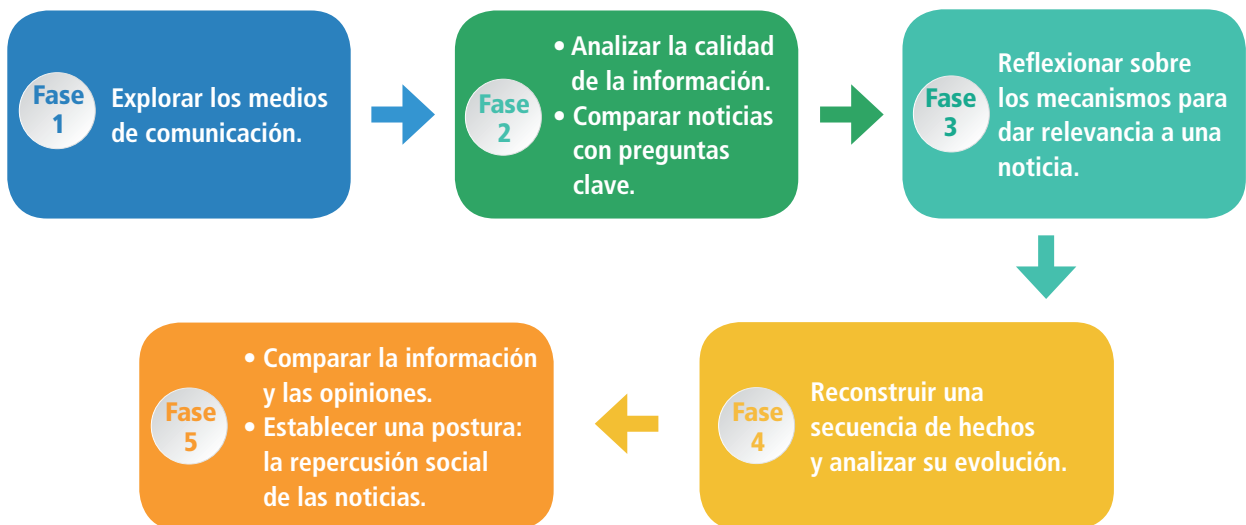 Fase
1
Explorar los medios
de comunicación.
Fase
2
• Analizar la calidad
de la información.
• Comparar noticias
con preguntas
clave.
Fase
3
Reflexionar sobre
los mecanismos para
dar relevancia a una
noticia.
Fase
4
Reconstruir una
secuencia de hechos
y analizar su evolución.
Fase
5
• Comparar la información
y las opiniones.
• Establecer una postura:
la repercusión social
de las noticias.